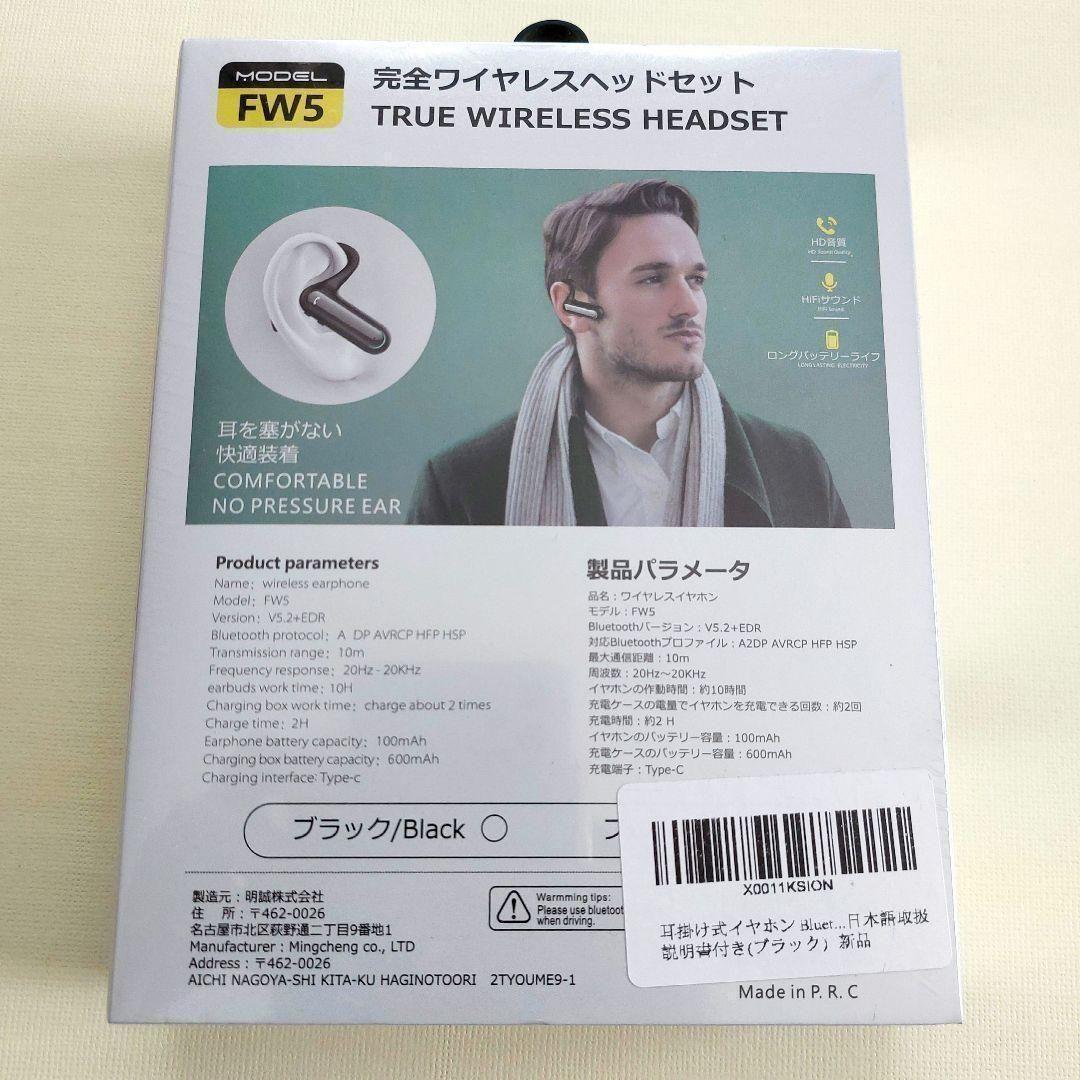 MODEL
FW5
完全ワイヤレスヘッドセット
TRUE WIRELESS HEADSET
HD音質
HD Sound Quality
HiFiサウンド
HiFi Sound
ロングバッテリーライフ
LONG LASTING ELECTRICITY
耳を塞がない
快適装着
COMFORTABLE
NO PRESSURE EAR
Product parameters
Name: wireless earphone
Model: FW5
Version: V5.2+EDR
Bluetooth protocol: A DP AVRCP HFP HSP
Transmission range: 10m
Frequency response: 20Hz - 20KHz
earbuds work time: 10H
Charging box work time: charge about 2 times
Charge time: 2H
Earphone battery capacity: 100mAh
Charging box battery capacity: 600mAh
Charging interface: Type-c
製品パラメータ
品名:ワイヤレスイヤホン
モデル:FW5
Bluetoothバージョン:V5.2+EDR
対応Bluetoothプロファイル:A2DP AVRCP HFP HSP
最大通信距離:10m
周波数:20Hz～20KHz
イヤホンの作動時間:約10時間
充電ケースの電量でイヤホンを充電できる回数:約2回
充電時間:約2 H
イヤホンのバッテリー容量:100mAh
充電ケースのバッテリー容量:600mAh
充電端子:Type-C
ブラック/Black
製造元:明誠株式会社
住 所:〒462-0026
名古屋市北区萩野通二丁目9番地1
Manufacturer : Mingcheng co., LTD
Address : 〒462-0026
AICHI NAGOYA-SHI KITA-KU HAGINOTOORI 2TYOUME9-1
Warmming tips:
Please use bluetoot
when driving.
X0011KSION
耳掛け式イヤホン Bluet...日本語取扱
説明書付き(ブラック) 新品
Made in P. R. C